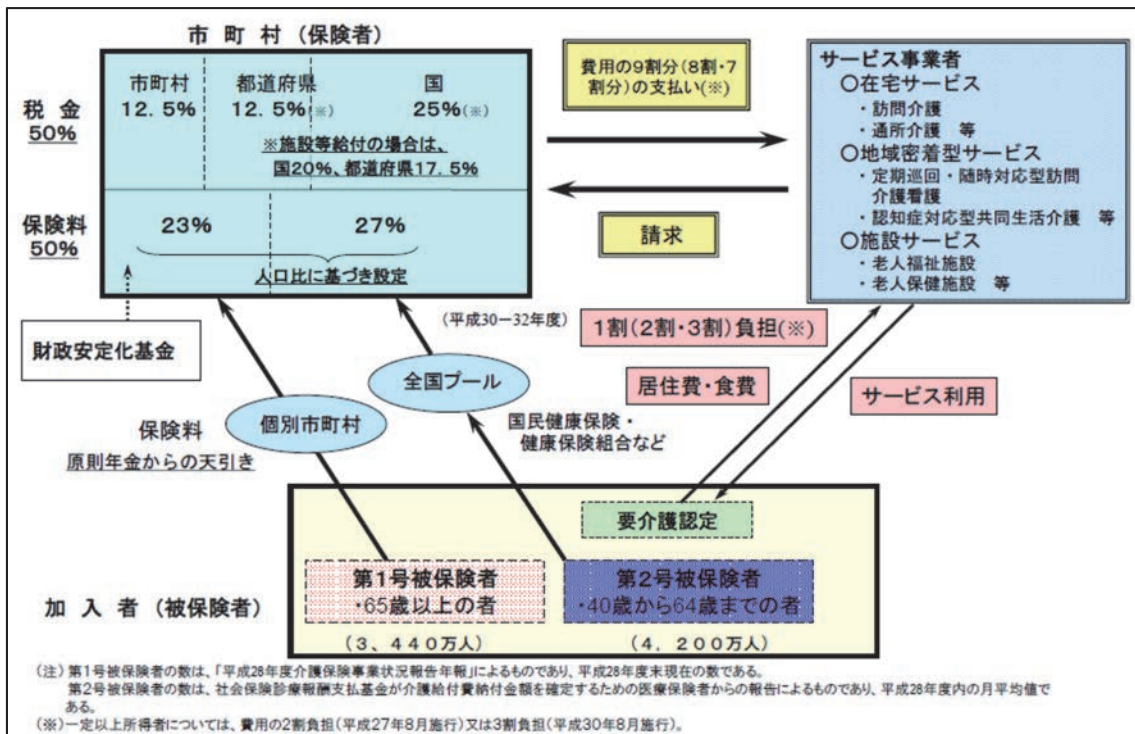 市 町 村（保険者）
税 金
50%
市町村
12．5%
都道府県
12．5%（※）
国
25%（※）
※施設等給付の場合は、
国20%、都道府県17．5%
保険料
50%
23%
27%
人口比に基づき設定
財政安定化基金
費用の9割分（8割・7
割分）の支払い（※）
請求
サービス事業者
〇在宅サービス
・訪問介護
・通所介護　等
〇地域密着型サービス
・定期巡回・随時対応型訪問
介護看護
・認知症対応型共同生活介護　等
〇施設サービス
・老人福祉施設
・老人保健施設　等
（平成30－32年度）
1割（2割・3割）負担（※）
居住費・食費
サービス利用
全国プール
個別市町村
保険料
原則年金からの天引き
国民健康保険・
健康保険組合など
要介護認定
加 入 者（被保険者）
第1号被保険者
・65歳以上の者
第2号被保険者
・40歳から64歳までの者
（3、440万人）
（4，200万人）
（注）第1号被保険者の数は、「平成28年度介護保険事業状況報告年報」によるものであり、平成28年度末現在の数である。
第2号被保険者の数は、社会保険診療報酬支払基金が介護給付費納付金額を確定するための医療保険者からの報告によるものであり、平成28年度内の月平均値で
ある。
（※）一定以上所得者については、費用の2割負担（平成27年8月施行）又は3割負担（平成30年8月施行）。